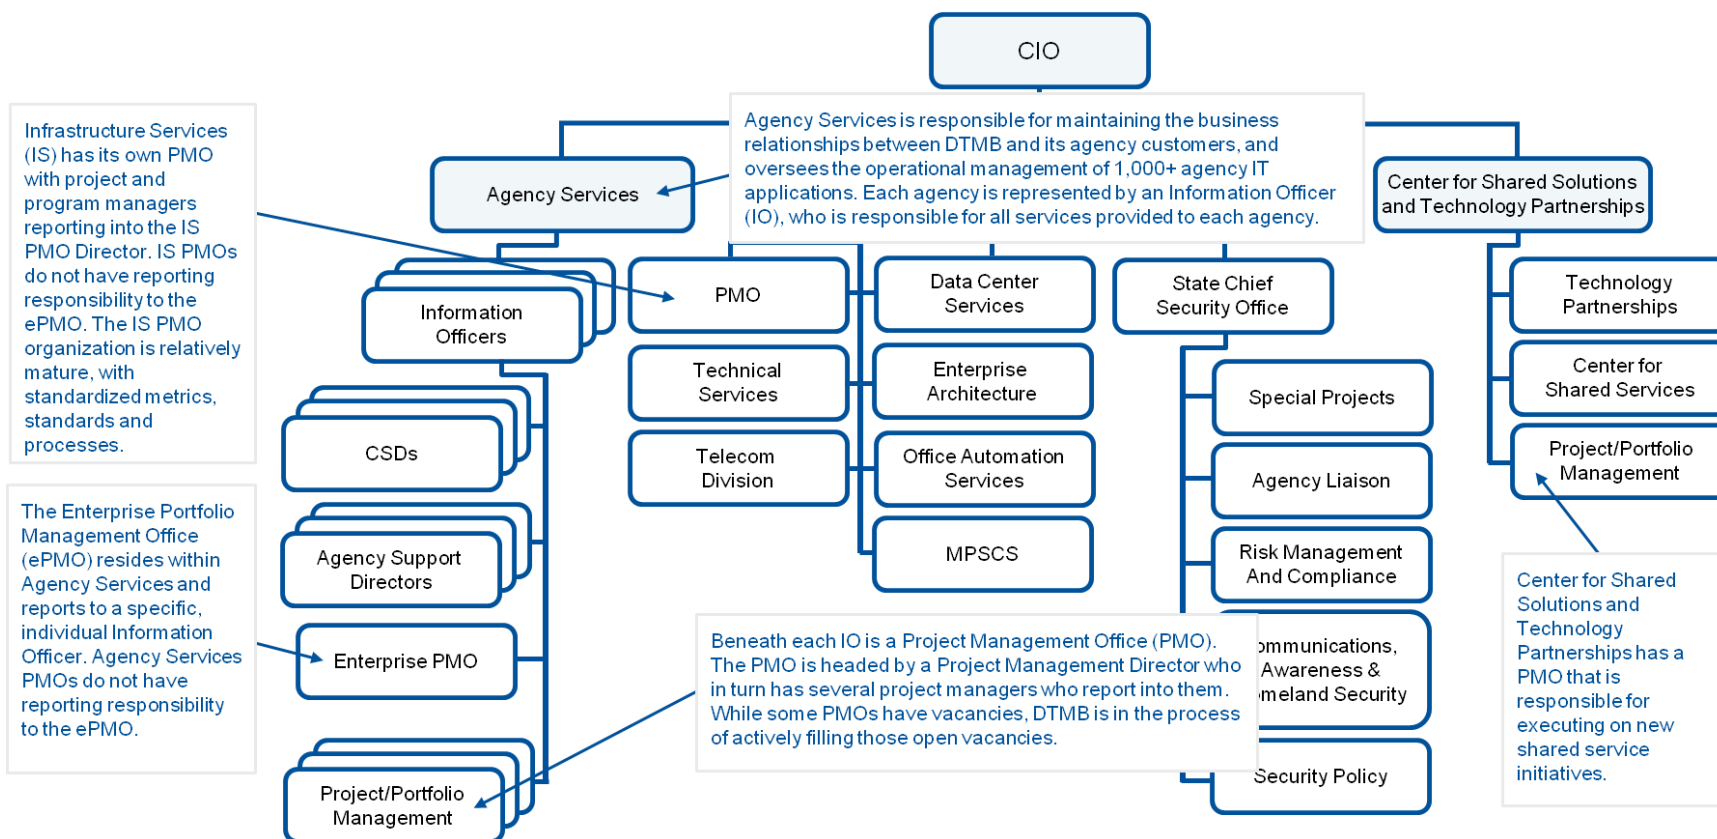 CIO
Infrastructure Services
(IS) has its own PMO
with project and
program managers
reporting into the IS
PMO Director. IS PMOs
do not have reporting
responsibility to the
ePMO. The IS PMO
organization is relatively
mature, with
standardized metrics,
standards and
processes.
Agency Services is responsible for maintaining the business
relationships between DTMB and its agency customers, and
oversees the operational management of 1,000+ agency IT
applications. Each agency is represented by an Information Officer
(IO), who is responsible for all services provided to each agency.
Agency Services
Center for Shared Solutions
and Technology Partnerships
Information
Officers
PMO
Data Center
Services
State Chief
Security Office
Technology
Partnerships
Technical
Services
Enterprise
Architecture
Special Projects
Center for
Shared Services
CSDs
Telecom
Division
Office Automation
Services
Agency Liaison
Project/Portfolio
Management
The Enterprise Portfolio
Management Office
(ePMO) resides within
Agency Services and
reports to a specific,
individual Information
Officer. Agency Services
PMOs do not have
reporting responsibility
to the ePMO.
Agency Support
Directors
MPSCS
Risk Management
And Compliance
Enterprise PMO
Beneath each IO is a Project Management Office (PMO).
The PMO is headed by a Project Management Director who
in turn has several project managers who report into them.
While some PMOs have vacancies, DTMB is in the process
of actively filling those open vacancies.
ommunications,
Awareness &
omeland Security
Center for Shared
Solutions and
Technology
Partnerships has a
PMO that is
responsible for
executing on new
shared service
initiatives.
Project/Portfolio
Management
Security Policy